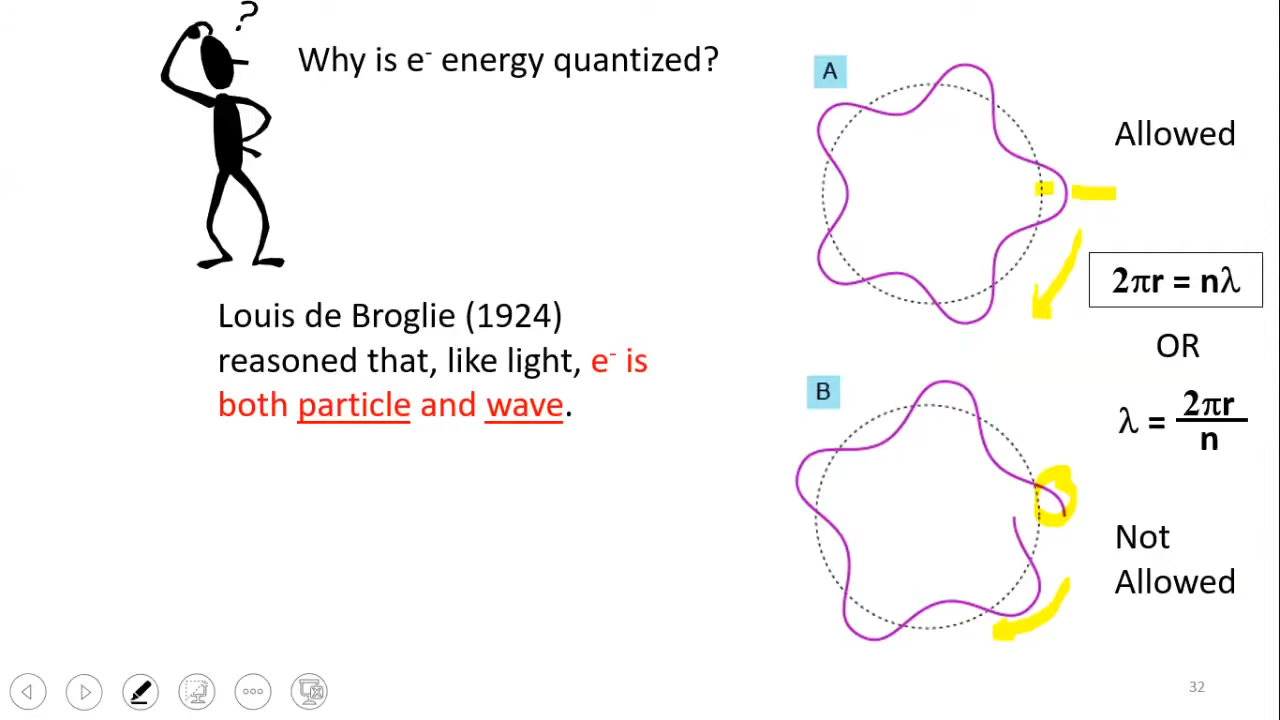 ?
Why is e⁻ energy quantized?
A
Allowed
2πr = nλ
OR
λ = 2πr/n
Louis de Broglie (1924)
reasoned that, like light, e⁻ is
both particle and wave.
B
Not
Allowed
32